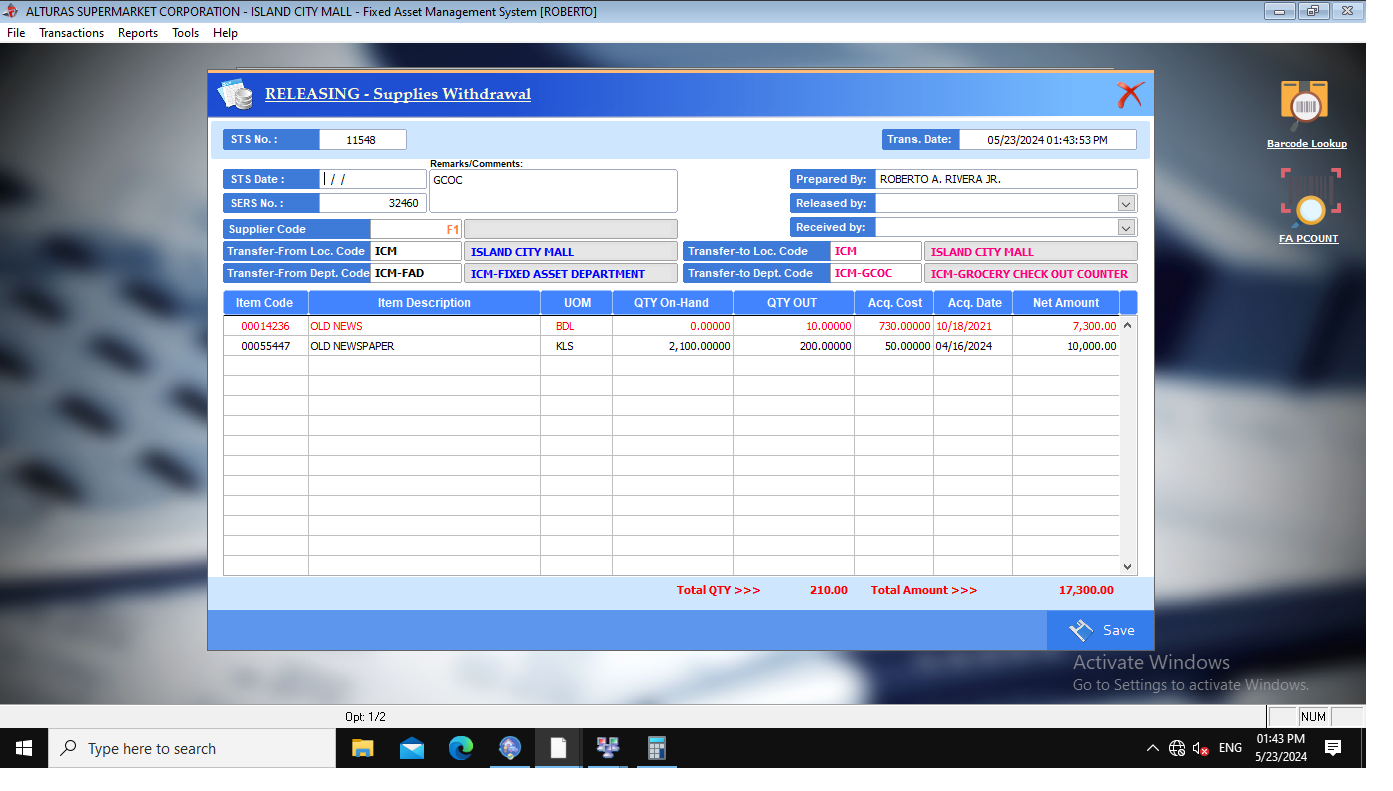 ALTURAS SUPERMARKET CORPORATION - ISLAND CITY MALL - Fixed Asset Management System [ROBERTO]
File Transactions Reports Tools Help
RELEASING - Supplies Withdrawal
STS No. : 11548 Trans. Date: 05/23/2024 01:43:53 PM
Remarks/Comments:
STS Date : / / GCOC Prepared By: ROBERTO A. RIVERA JR.
SERS No. : 32460 Released by:
Supplier Code F1 Received by:
Transfer-From Loc. Code ICM ISLAND CITY MALL Transfer-to Loc. Code ICM ISLAND CITY MALL
Transfer-From Dept. Code ICM-FAD ICM-FIXED ASSET DEPARTMENT Transfer-to Dept. Code ICM-GCOC ICM-GROCERY CHECK OUT COUNTER
Item Code Item Description UOM QTY On-Hand QTY OUT Acq. Cost Acq. Date Net Amount
00014236 OLD NEWS BDL 0.00000 10.00000 730.00000 10/18/2021 7,300.00
00055447 OLD NEWSPAPER KLS 2,100.00000 200.00000 50.00000 04/16/2024 10,000.00
Total QTY >>> 210.00 Total Amount >>> 17,300.00
Save
Barcode Lookup
FA PCOUNT
Activate Windows
Go to Settings to activate Windows.
Opt: 1/2 NUM
Type here to search
ENG
01:43 PM
5/23/2024